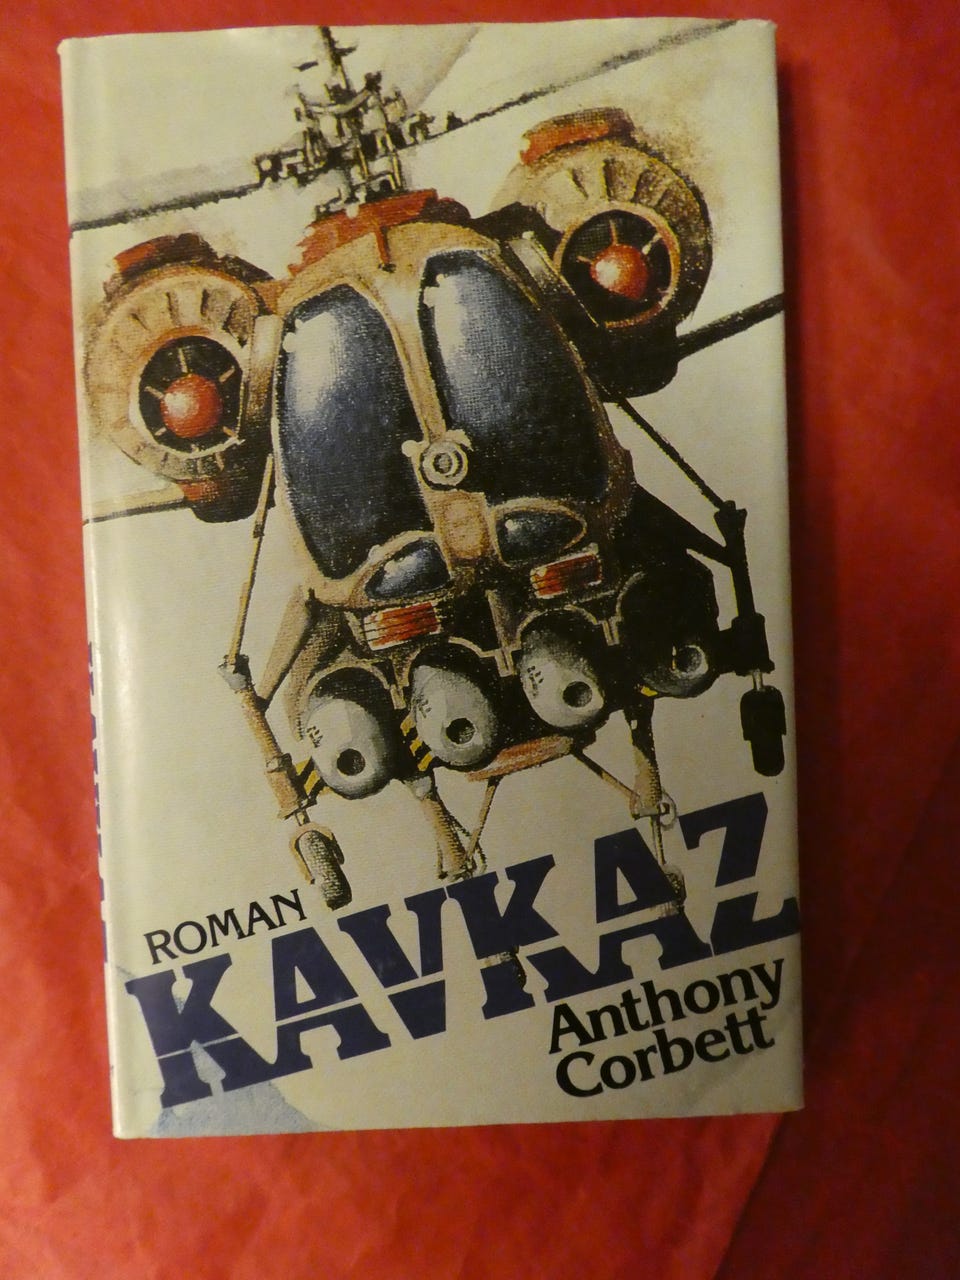 ROMAN
KAVKAZ
Anthony
Corbett